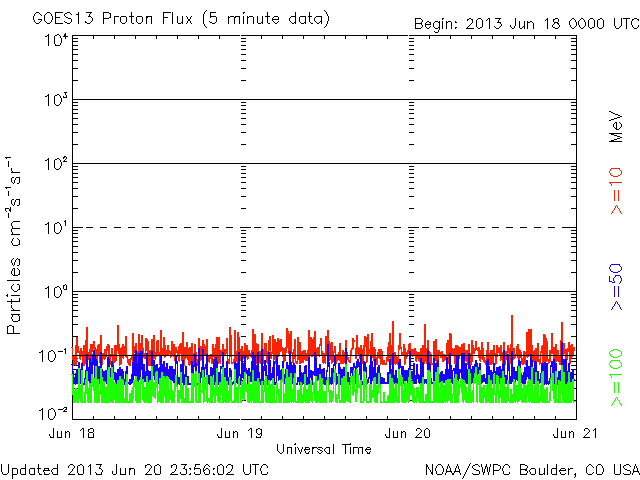 GOES13 Proton Flux (5 minute data)
Begin: 2013 Jun 18 0000 UTC
Particles cm⁻²s⁻¹sr⁻¹
10⁴
10³
10²
10¹
10⁰
10⁻¹
10⁻²
MeV
>=10
>=50
>=100
Jun 18 Jun 19 Jun 20 Jun 21
Universal Time
Updated 2013 Jun 20 23:56:02 UTC
NOAA/SWPC Boulder, CO USA